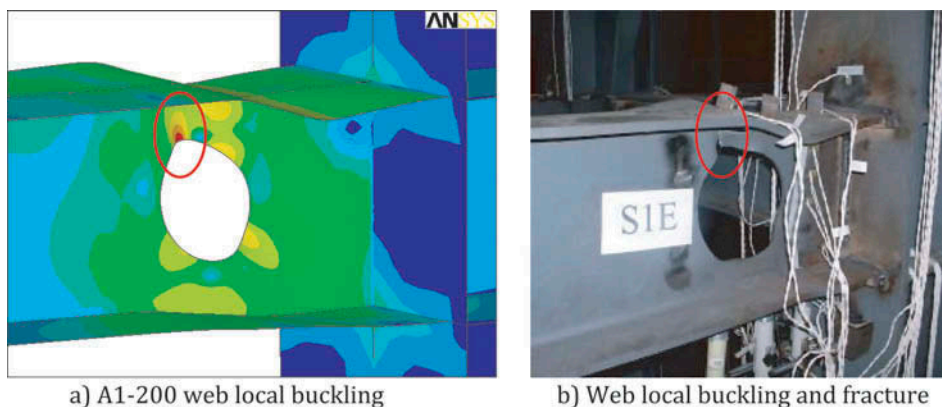 ANSYS
S1E
a) A1-200 web local buckling
b) Web local buckling and fracture